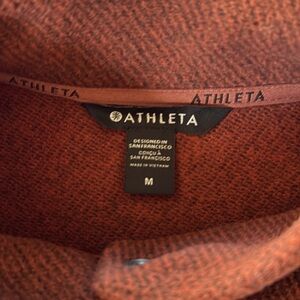 ATHLETA
ATHLETA
ATHLETA
DESIGNED IN
SAN FRANCISCO
CONÇU À
SAN FRANCISCO
MADE IN VIETNAM
M